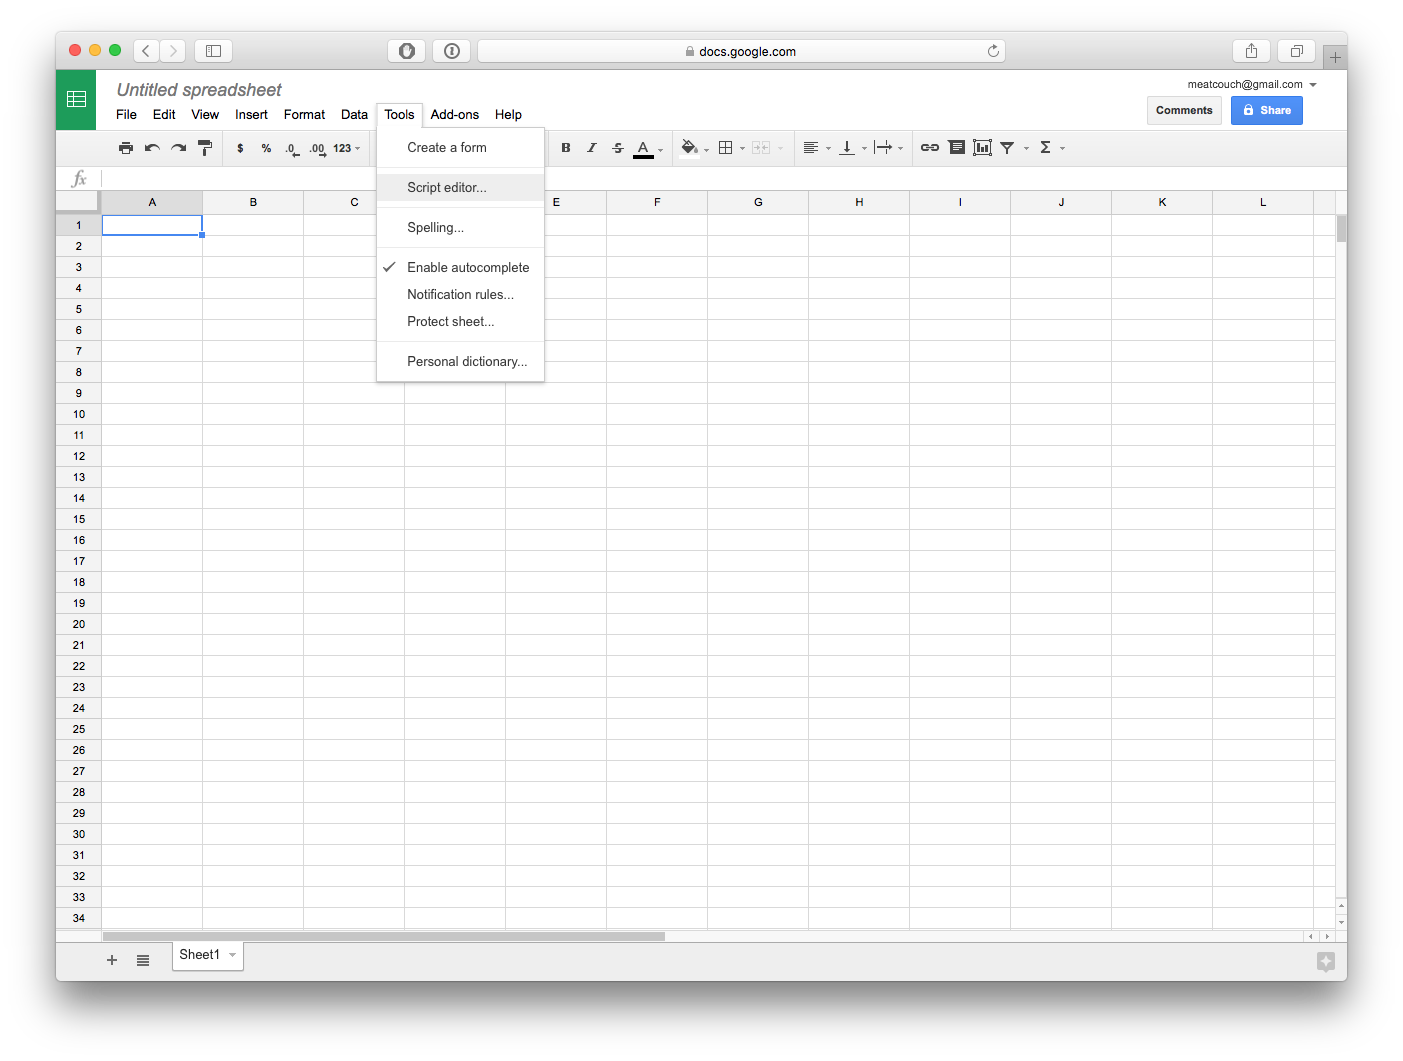 docs.google.com
Untitled spreadsheet
meatcouch@gmail.com
File Edit View Insert Format Data Tools Add-ons Help
Comments Share
$ % .0 .00 123 B I S A Σ
fx
Create a form
Script editor...
Spelling...
Enable autocomplete
Notification rules...
Protect sheet...
Personal dictionary...
A B C E F G H I J K L
1
2
3
4
5
6
7
8
9
10
11
12
13
14
15
16
17
18
19
20
21
22
23
24
25
26
27
28
29
30
31
32
33
34
Sheet1